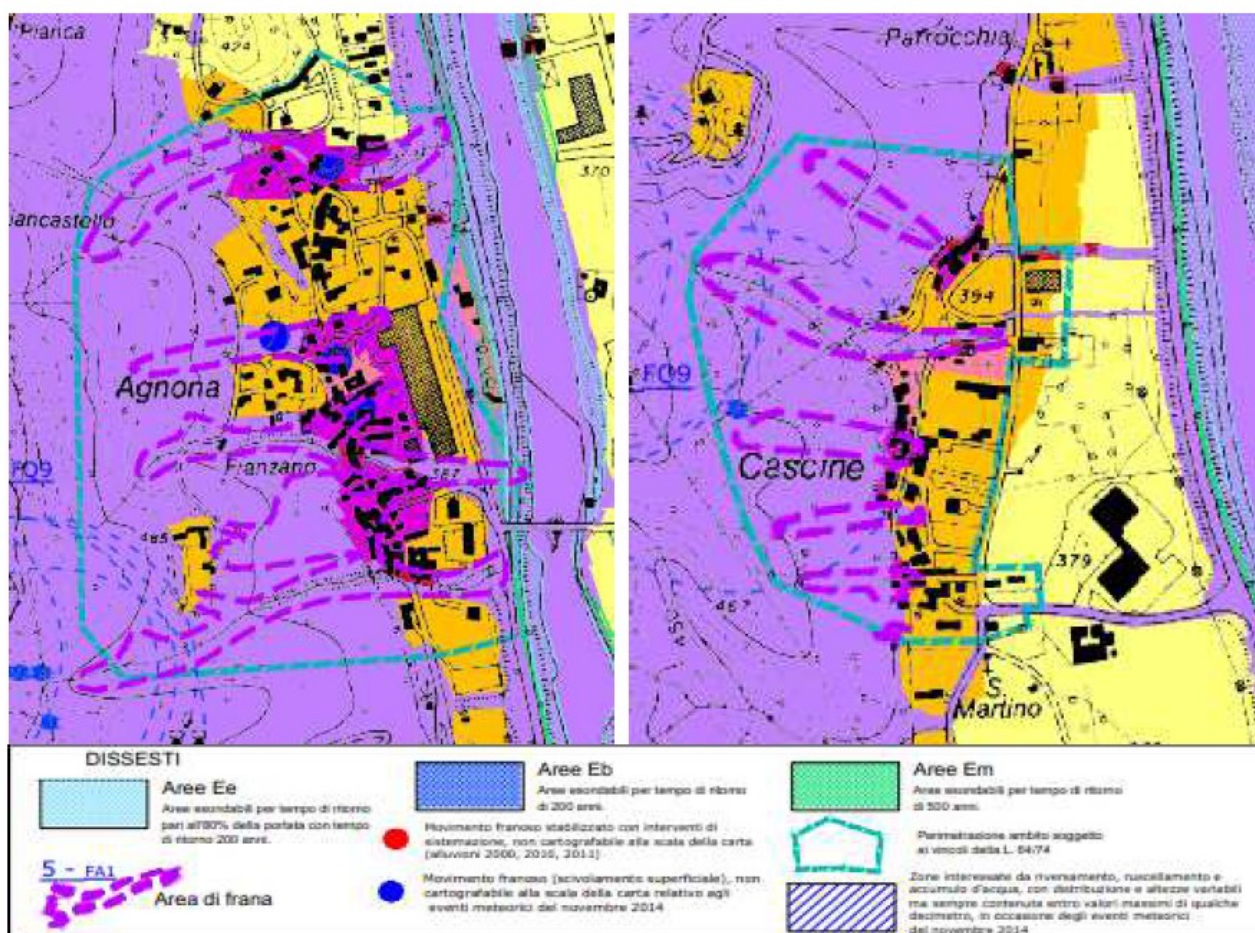 Pianca
424
370
Agnona
Fianzano
387
FQ9
465
Parrocchia
394
FQ9
Cascine
379
467
S.
Martino
DISSESTI
Aree Ee
Aree esondabili per tempo di ritorno
pari all'80% della portata con tempo
di ritorno 200 anni.
5 - FA1
Area di frana
Aree Eb
Aree esondabili per tempo di ritorno
di 200 anni.
Movimento franoso stabilizzato con interventi di
sistemazione, non cartografabile alla scala della carta
(alluvioni 2000, 2010, 2011)
Movimento franoso (scivolamento superficiale), non
cartografabile alla scala della carta relativo agli
eventi meteorici del novembre 2014
Aree Em
Aree esondabili per tempo di ritorno
di 500 anni.
Perimetrazione ambito soggetto
ai vincoli della L. 64/74
Zone interessate da riversamento, ruscellamento e
accumulo d'acqua, con distribuzione e altezze variabili
ma sempre contenute entro valori massimi di qualche
decimetro, in occasione degli eventi meteorici
del novembre 2014